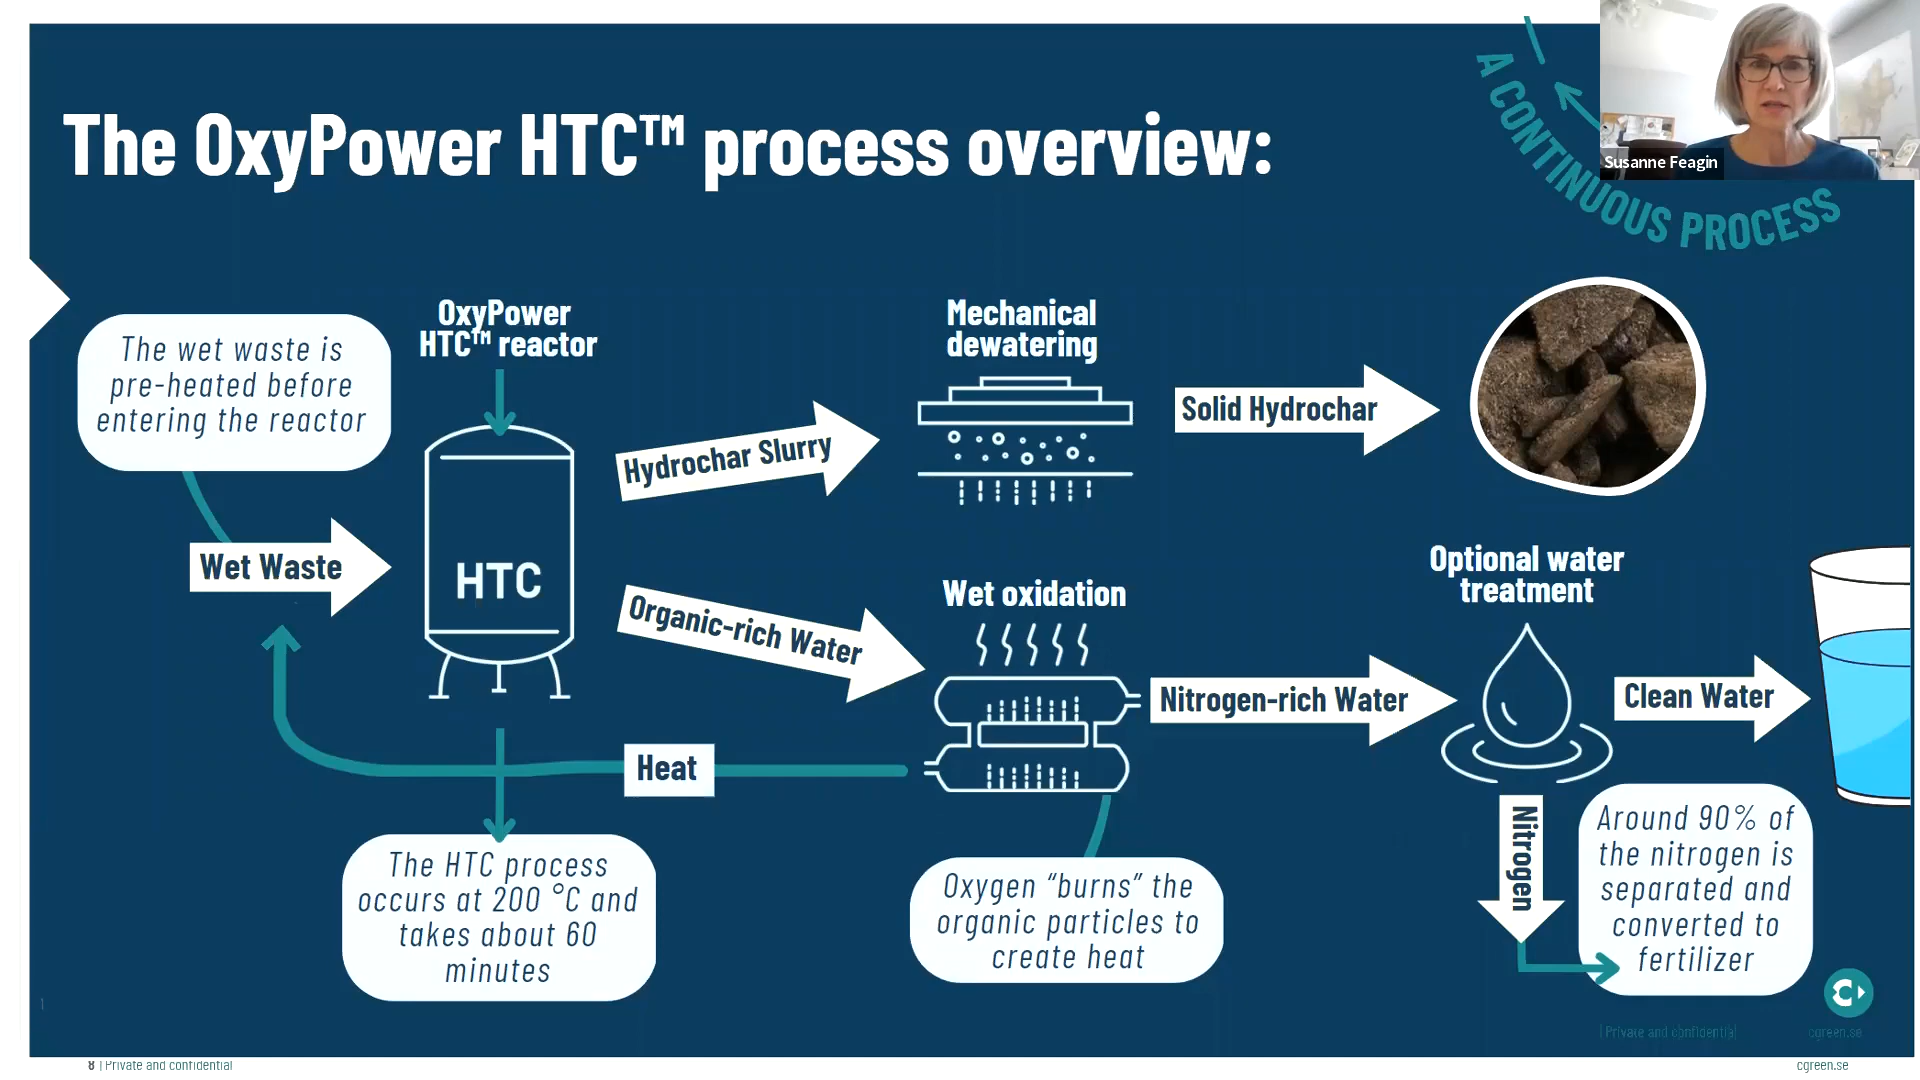 The OxyPower HTC™ process overview:
A CONTINUOUS PROCESS
Susanne Feagin
The wet waste is
pre-heated before
entering the reactor
OxyPower
HTC™ reactor
Mechanical
dewatering
Hydrochar Slurry
Solid Hydrochar
Wet Waste
HTC
Organic-rich Water
Wet oxidation
Optional water
treatment
Nitrogen-rich Water
Clean Water
Heat
Nitrogen
The HTC process
occurs at 200 °C and
takes about 60
minutes
Oxygen “burns” the
organic particles to
create heat
Around 90% of
the nitrogen is
separated and
converted to
fertilizer
1
| Private and confidential
cgreen.se
8 | Private and confidential
cgreen.se